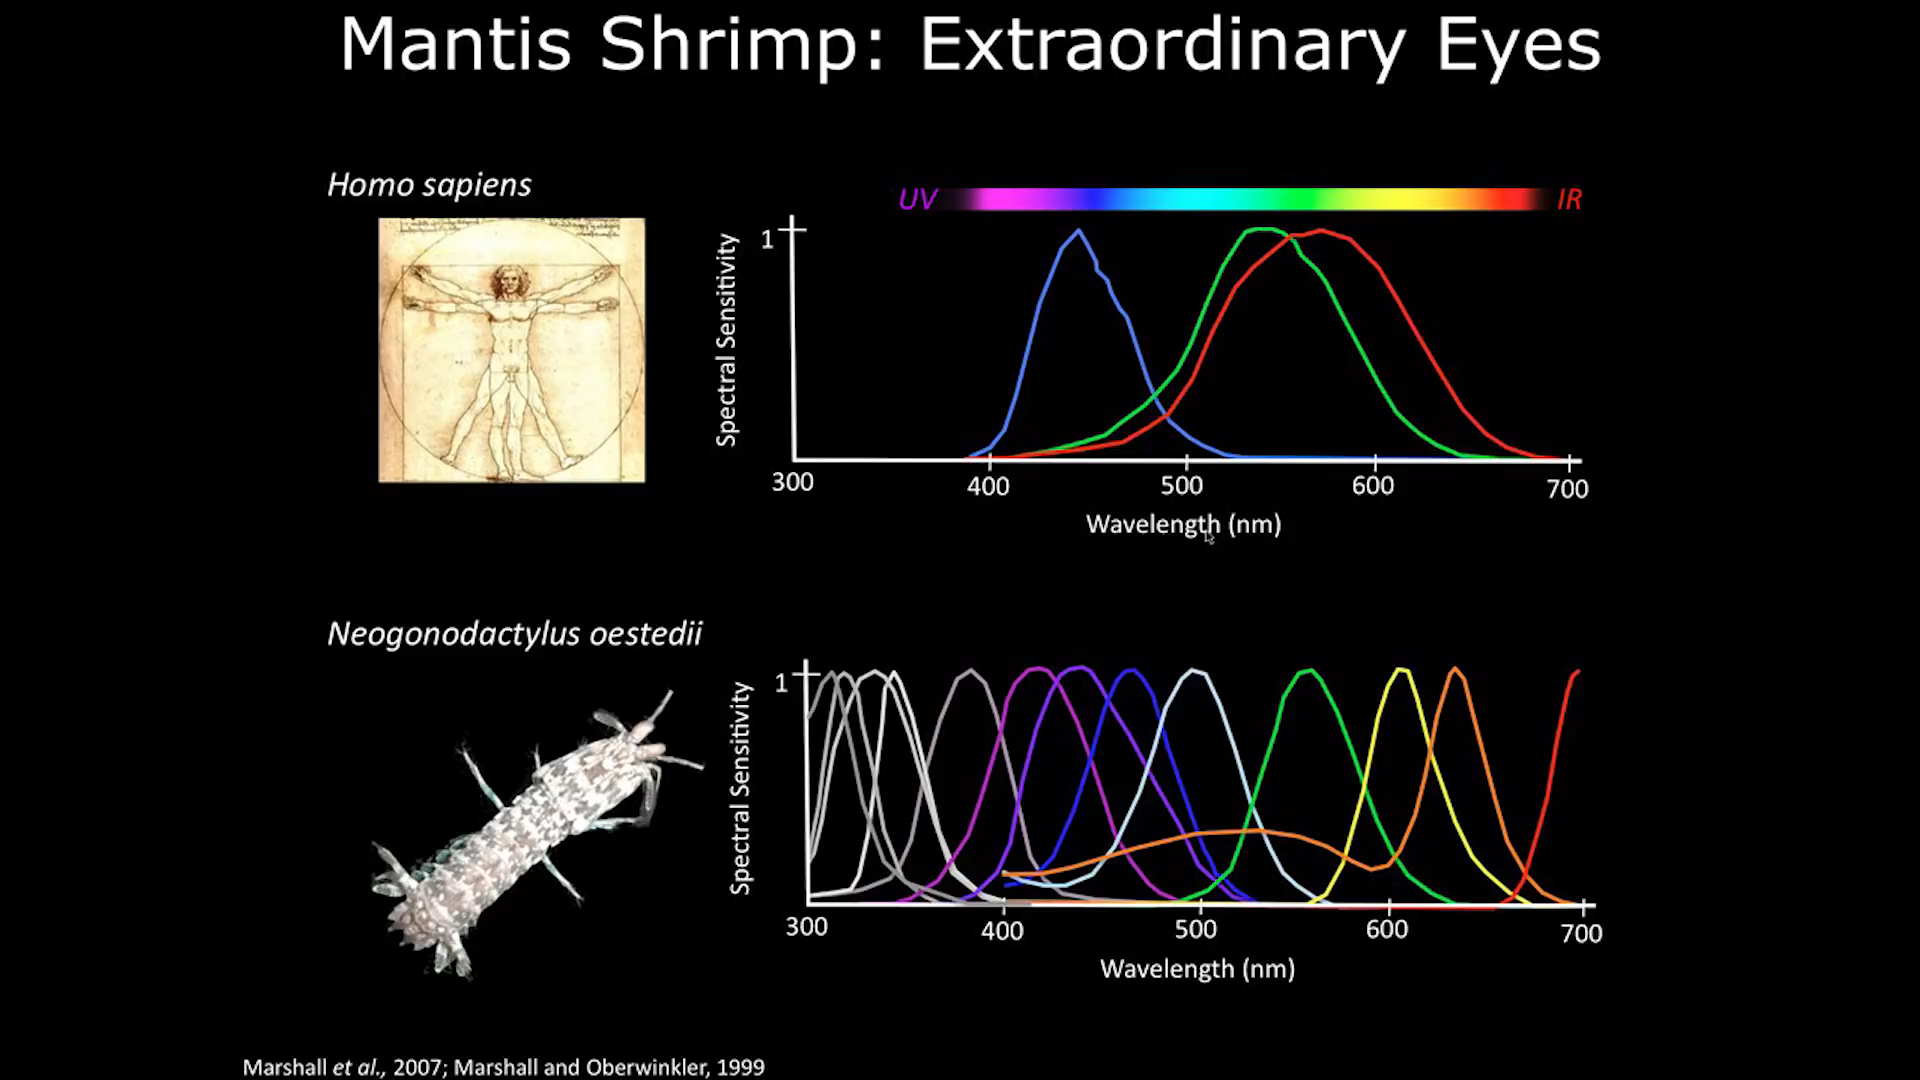 Mantis Shrimp: Extraordinary Eyes
Homo sapiens
UV
IR
1
Spectral Sensitivity
300
400
500
600
700
Wavelength (nm)
Neogonodactylus oestedii
1
Spectral Sensitivity
300
400
500
600
700
Wavelength (nm)
Marshall et al., 2007; Marshall and Oberwinkler, 1999